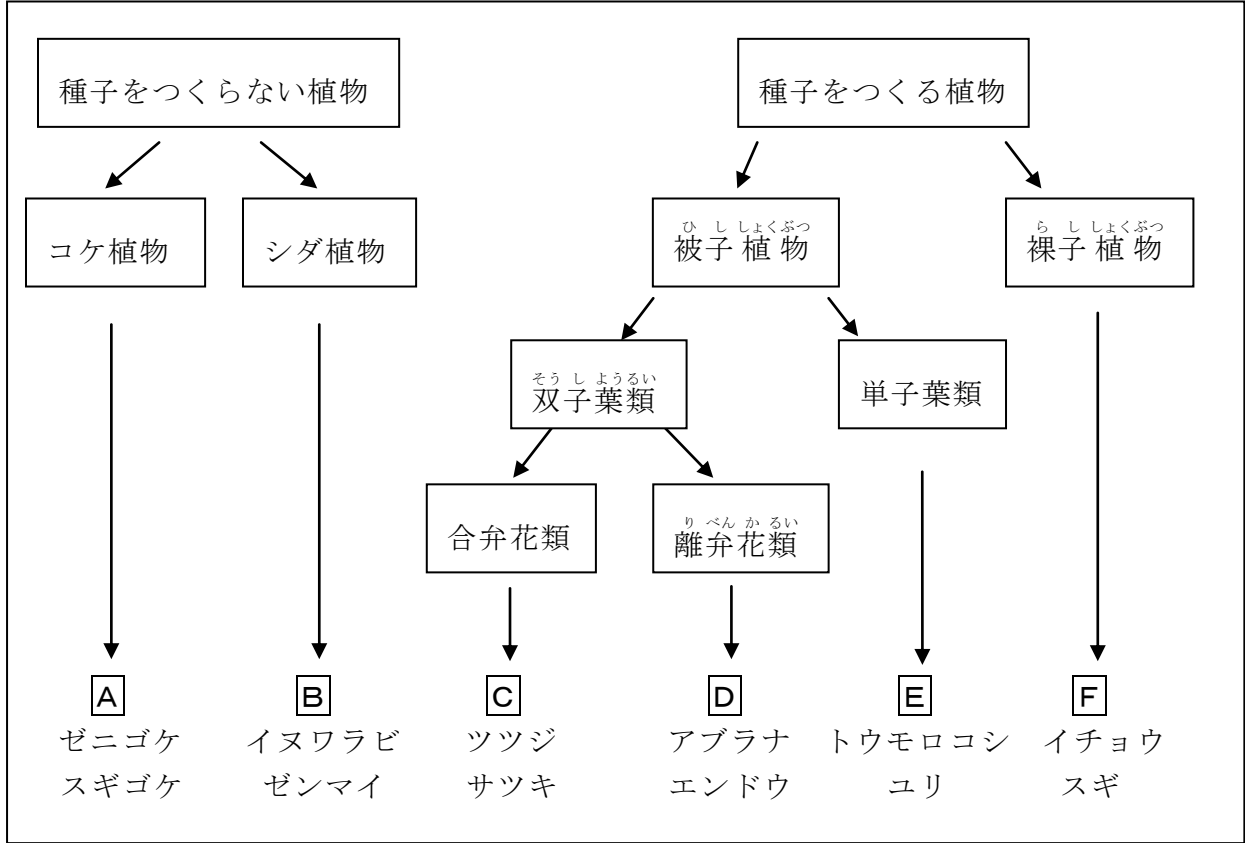 種子をつくらない植物
種子をつくる植物
コケ植物
シダ植物
ひ し しょくぶつ
被子植物
ら し しょくぶつ
裸子植物
そう し ようるい
双子葉類
単子葉類
合弁花類
り べん か るい
離弁花類
A
B
C
D
E
F
ゼニゴケ
イヌワラビ
ツツジ
アブラナ
トウモロコシ
イチョウ
スギゴケ
ゼンマイ
サツキ
エンドウ
ユリ
スギ